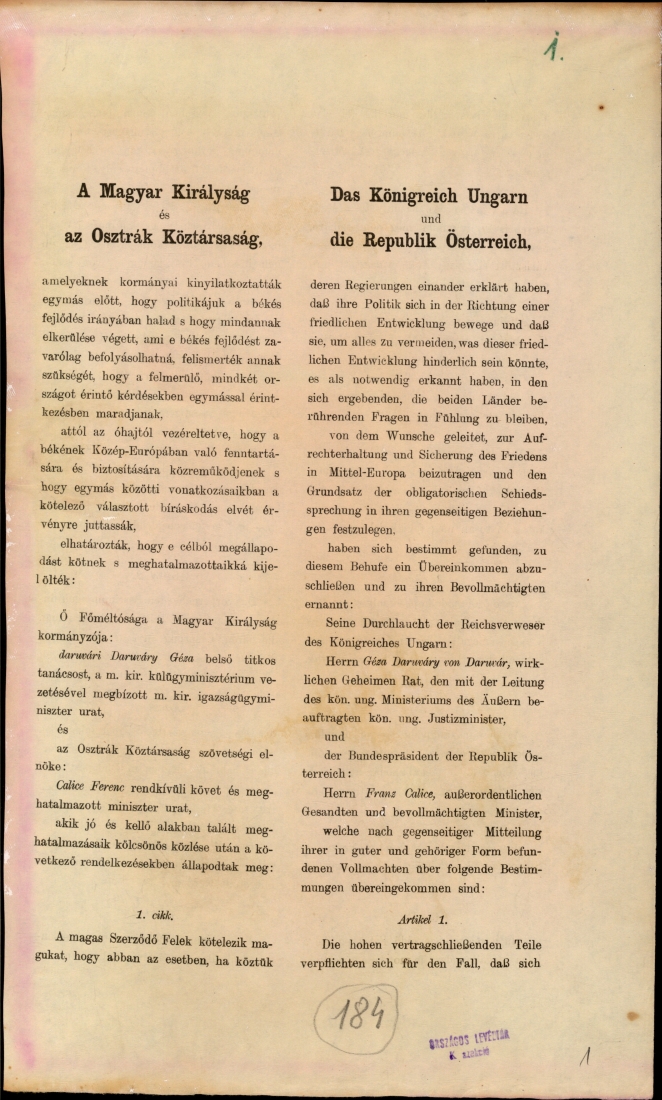 1.
A Magyar Királyság
és
az Osztrák Köztársaság,
amelyeknek kormányai kinyilatkoztatták
egymás előtt, hogy politikájuk a békés
fejlődés irányában halad s hogy mindannak
elkerülése végett, ami e békés fejlődést za-
varólag befolyásolhatná, felismerték annak
szükségét, hogy a felmerülő, mindkét or-
szágot érintő kérdésekben egymással érint-
kezésben maradjanak,
attól az óhajtól vezéreltetve, hogy a
békének Közép-Európában való fenntartá-
sára és biztosítására közreműködjenek s
hogy egymás közötti vonatkozásaikban a
kötelező választott bíráskodás elvét ér-
vényre juttassák,
elhatározták, hogy e célból megállapo-
dást kötnek s meghatalmazottaikká kije-
lölték:
Ő Főméltósága a Magyar Királyság
kormányzója:
daruvári Daruváry Géza belső titkos
tanácsost, a m. kir. külügyminisztérium ve-
zetésével megbízott m. kir. igazságügymi-
niszter urat,
és
az Osztrák Köztársaság szövetségi el-
nöke:
Calice Ferenc rendkívüli követ és meg-
hatalmazott miniszter urat,
akik jó és kellő alakban talált meg-
hatalmazásaik kölcsönös közlése után a kö-
vetkező rendelkezésekben állapodtak meg:
1. cikk.
A magas Szerződő Felek kötelezik ma-
gukat, hogy abban az esetben, ha köztük
Das Königreich Ungarn
und
die Republik Österreich,
deren Regierungen einander erklärt haben,
daß ihre Politik sich in der Richtung einer
friedlichen Entwicklung bewege und daß
sie, um alles zu vermeiden, was dieser fried-
lichen Entwicklung hinderlich sein könnte,
es als notwendig erkannt haben, in den
sich ergebenden, die beiden Länder be-
rührenden Fragen in Fühlung zu bleiben,
von dem Wunsche geleitet, zur Auf-
rechterhaltung und Sicherung des Friedens
in Mittel-Europa beizutragen und den
Grundsatz der obligatorischen Schieds-
sprechung in ihren gegenseitigen Beziehun-
gen festzulegen,
haben sich bestimmt gefunden, zu
diesem Behufe ein Übereinkommen abzu-
schließen und zu ihren Bevollmächtigten
ernannt:
Seine Durchlaucht der Reichsverweser
des Königreiches Ungarn:
Herrn Géza Daruváry von Daruvár, wirk-
lichen Geheimen Rat, den mit der Leitung
des kön. ung. Ministeriums des Äußern be-
auftragten kön. ung. Justizminister,
und
der Bundespräsident der Republik Ös-
terreich:
Herrn Franz Calice, außerordentlichen
Gesandten und bevollmächtigten Minister,
welche nach gegenseitiger Mitteilung
ihrer in guter und gehöriger Form befun-
denen Vollmachten über folgende Bestim-
mungen übereingekommen sind:
Artikel 1.
Die hohen vertragschließenden Teile
verpflichten sich für den Fall, daß sich
184
ORSZÁGOS LEVÉLTÁR
K szekció
1